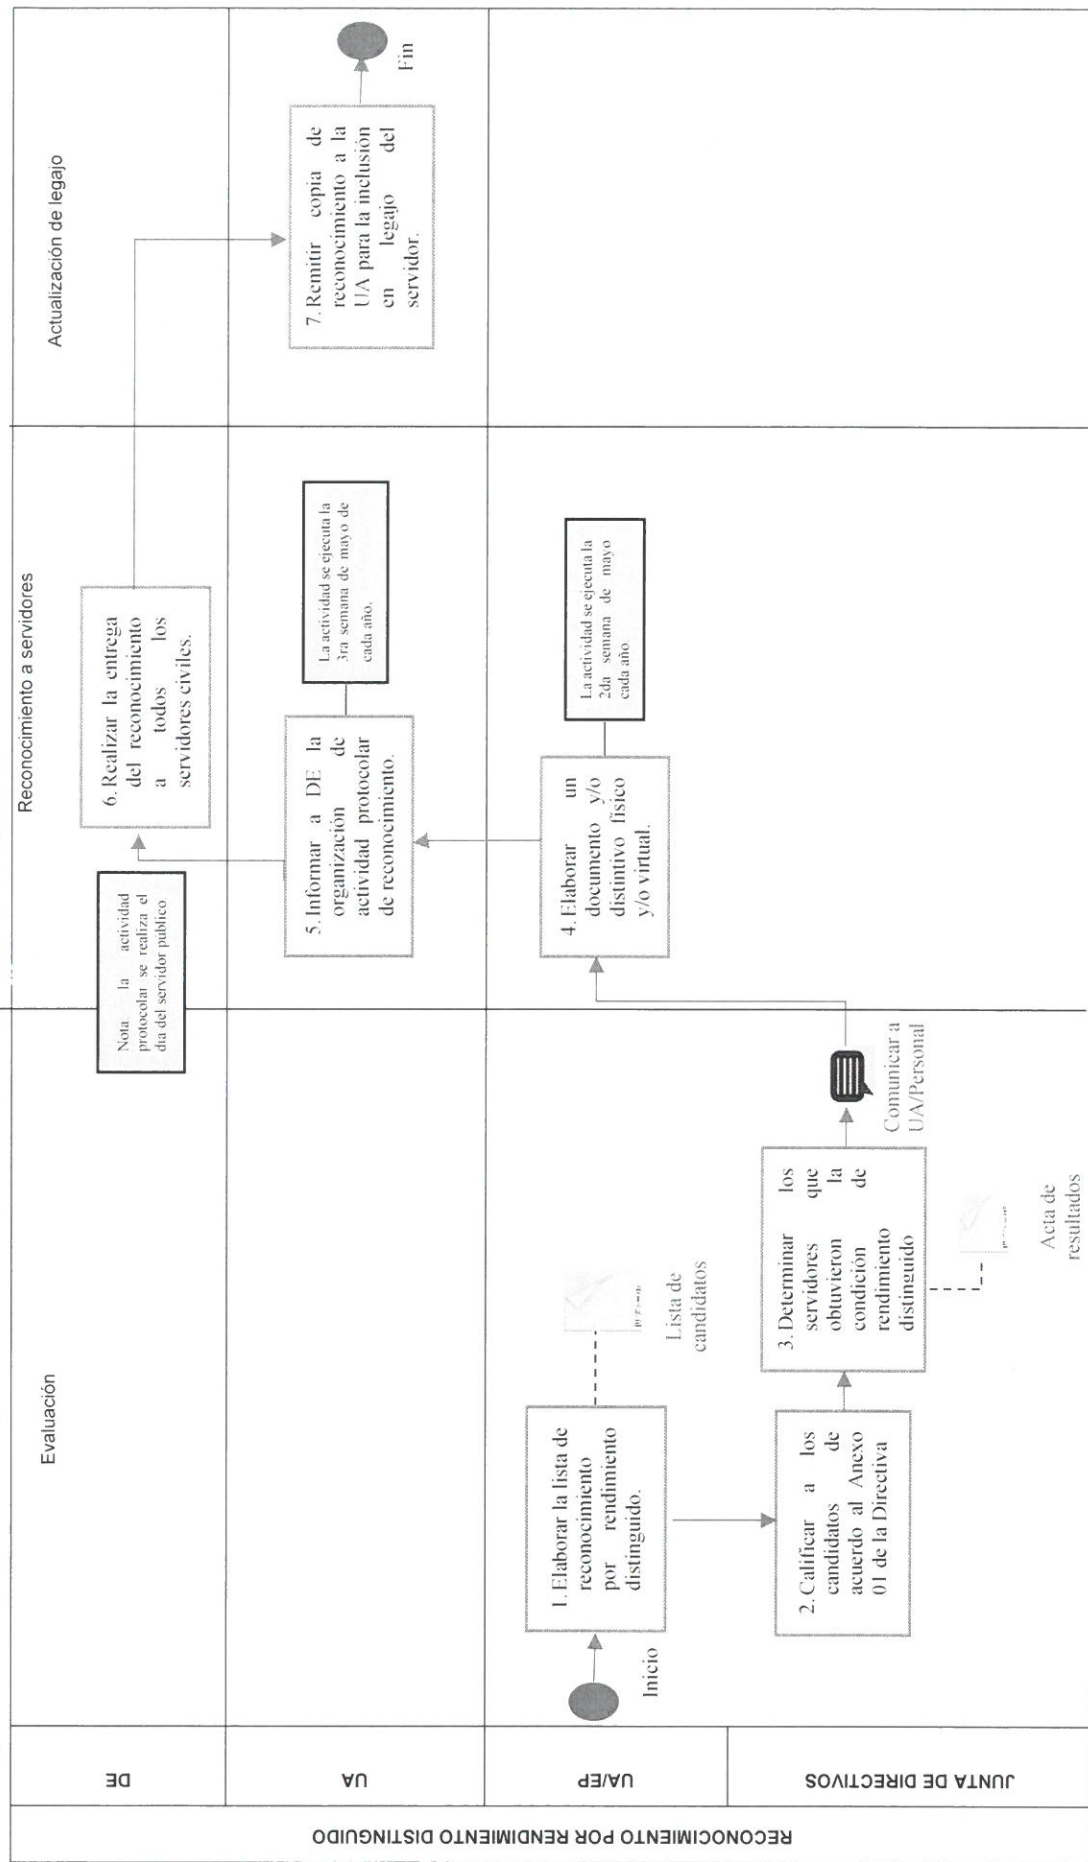 RECONOCIMIENTO POR RENDIMIENTO DISTINGUIDO
Evaluación
Reconocimiento a servidores
Actualización de legajo
DE
UA
UA/EP
JUNTA DE DIRECTIVOS
Inicio
1. Elaborar la lista de
reconocimiento
por rendimiento
distinguido.
Lista de
candidatos
2. Calificar a los
candidatos de
acuerdo al Anexo
01 de la Directiva
3. Determinar los
servidores que
obtuvieron la
condición de
rendimiento
distinguido
Acta de
resultados
Comunicar a
UA/Personal
4. Elaborar un
documento y/o
distintivo físico
y/o virtual.
La actividad se ejecuta la
2da semana de mayo
cada año
5. Informar a DE la
organización de
actividad protocolar
de reconocimiento.
La actividad se ejecuta la
3ra semana de mayo de
cada año.
Nota: la actividad
protocolar se realiza el
dia del servidor publico
6. Realizar la entrega
del reconocimiento
a todos los
servidores civiles.
7. Remitir copia de
reconocimiento a la
UA para la inclusión
en legajo del
servidor.
Fin